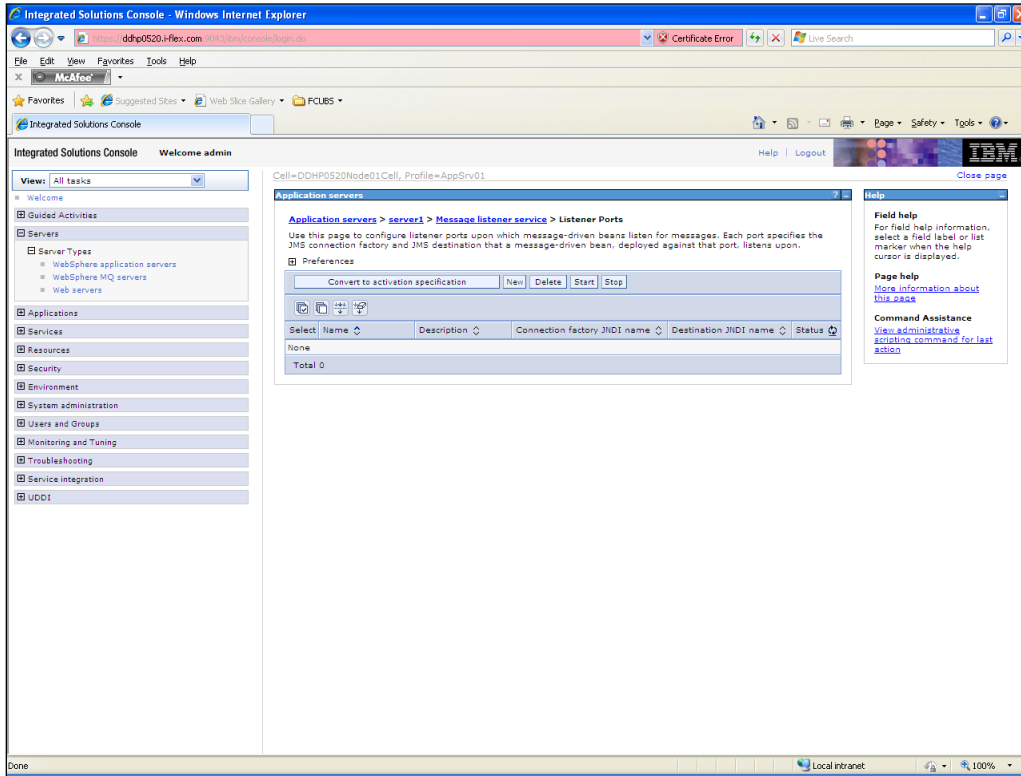 Integrated Solutions Console - Windows Internet Explorer
https://ddhp0520.i-flex.com:9043/ibm/console/login.do
Certificate Error
Live Search
File Edit View Favorites Tools Help
X McAfee
Favorites Suggested Sites Web Slice Gallery FCUBS
Integrated Solutions Console
Page Safety Tools
Integrated Solutions Console Welcome admin
Help | Logout
IBM
View: All tasks
Welcome
Guided Activities
Servers
Server Types
WebSphere application servers
WebSphere MQ servers
Web servers
Applications
Services
Resources
Security
Environment
System administration
Users and Groups
Monitoring and Tuning
Troubleshooting
Service integration
UDDI
Cell=DDHP0520Node01Cell, Profile=AppSrv01
Close page
Application servers
? -
Application servers > server1 > Message listener service > Listener Ports
Use this page to configure listener ports upon which message-driven beans listen for messages. Each port specifies the
JMS connection factory and JMS destination that a message-driven bean, deployed against that port, listens upon.
Preferences
Convert to activation specification New Delete Start Stop
Select Name Description Connection factory JNDI name Destination JNDI name Status
None
Total 0
Help
Field help
For field help information,
select a field label or list
marker when the help
cursor is displayed.
Page help
More information about
this page
Command Assistance
View administrative
scripting command for last
action
Done
Local intranet
100%